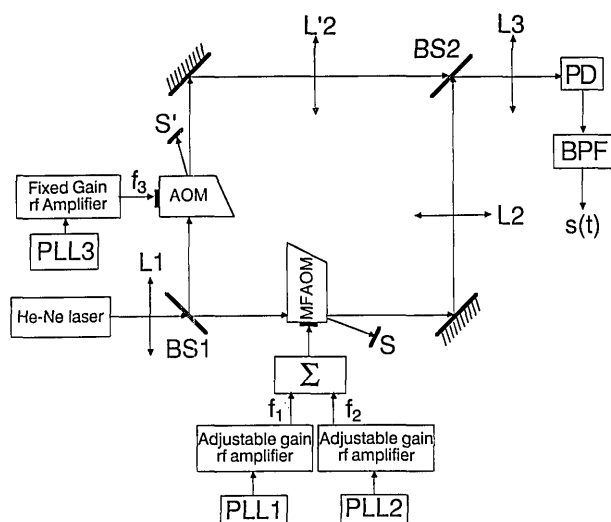 L'2
BS2
L3
PD
S'
BPF
Fixed Gain
rf Amplifier
f3
AOM
s(t)
L2
PLL3
L1
MFAOM
He-Ne laser
BS1
S
Σ
f1
f2
Adjustable gain
rf amplifier
Adjustable gain
rf amplifier
PLL1
PLL2